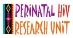 PERINATAL HIV
RESEARCH UNIT